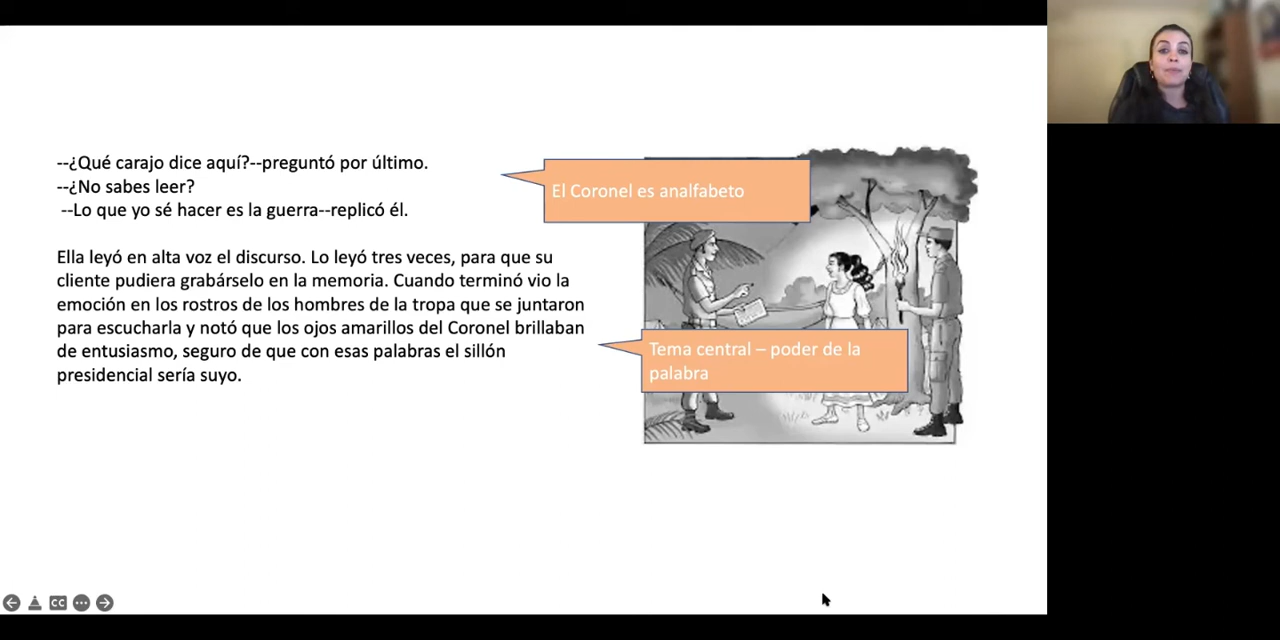 --¿Qué carajo dice aquí?--preguntó por último.
--¿No sabes leer?
--Lo que yo sé hacer es la guerra--replicó él.
Ella leyó en alta voz el discurso. Lo leyó tres veces, para que su
cliente pudiera grabárselo en la memoria. Cuando terminó vio la
emoción en los rostros de los hombres de la tropa que se juntaron
para escucharla y notó que los ojos amarillos del Coronel brillaban
de entusiasmo, seguro de que con esas palabras el sillón
presidencial sería suyo.
El Coronel es analfabeto
Tema central – poder de la
palabra
CC